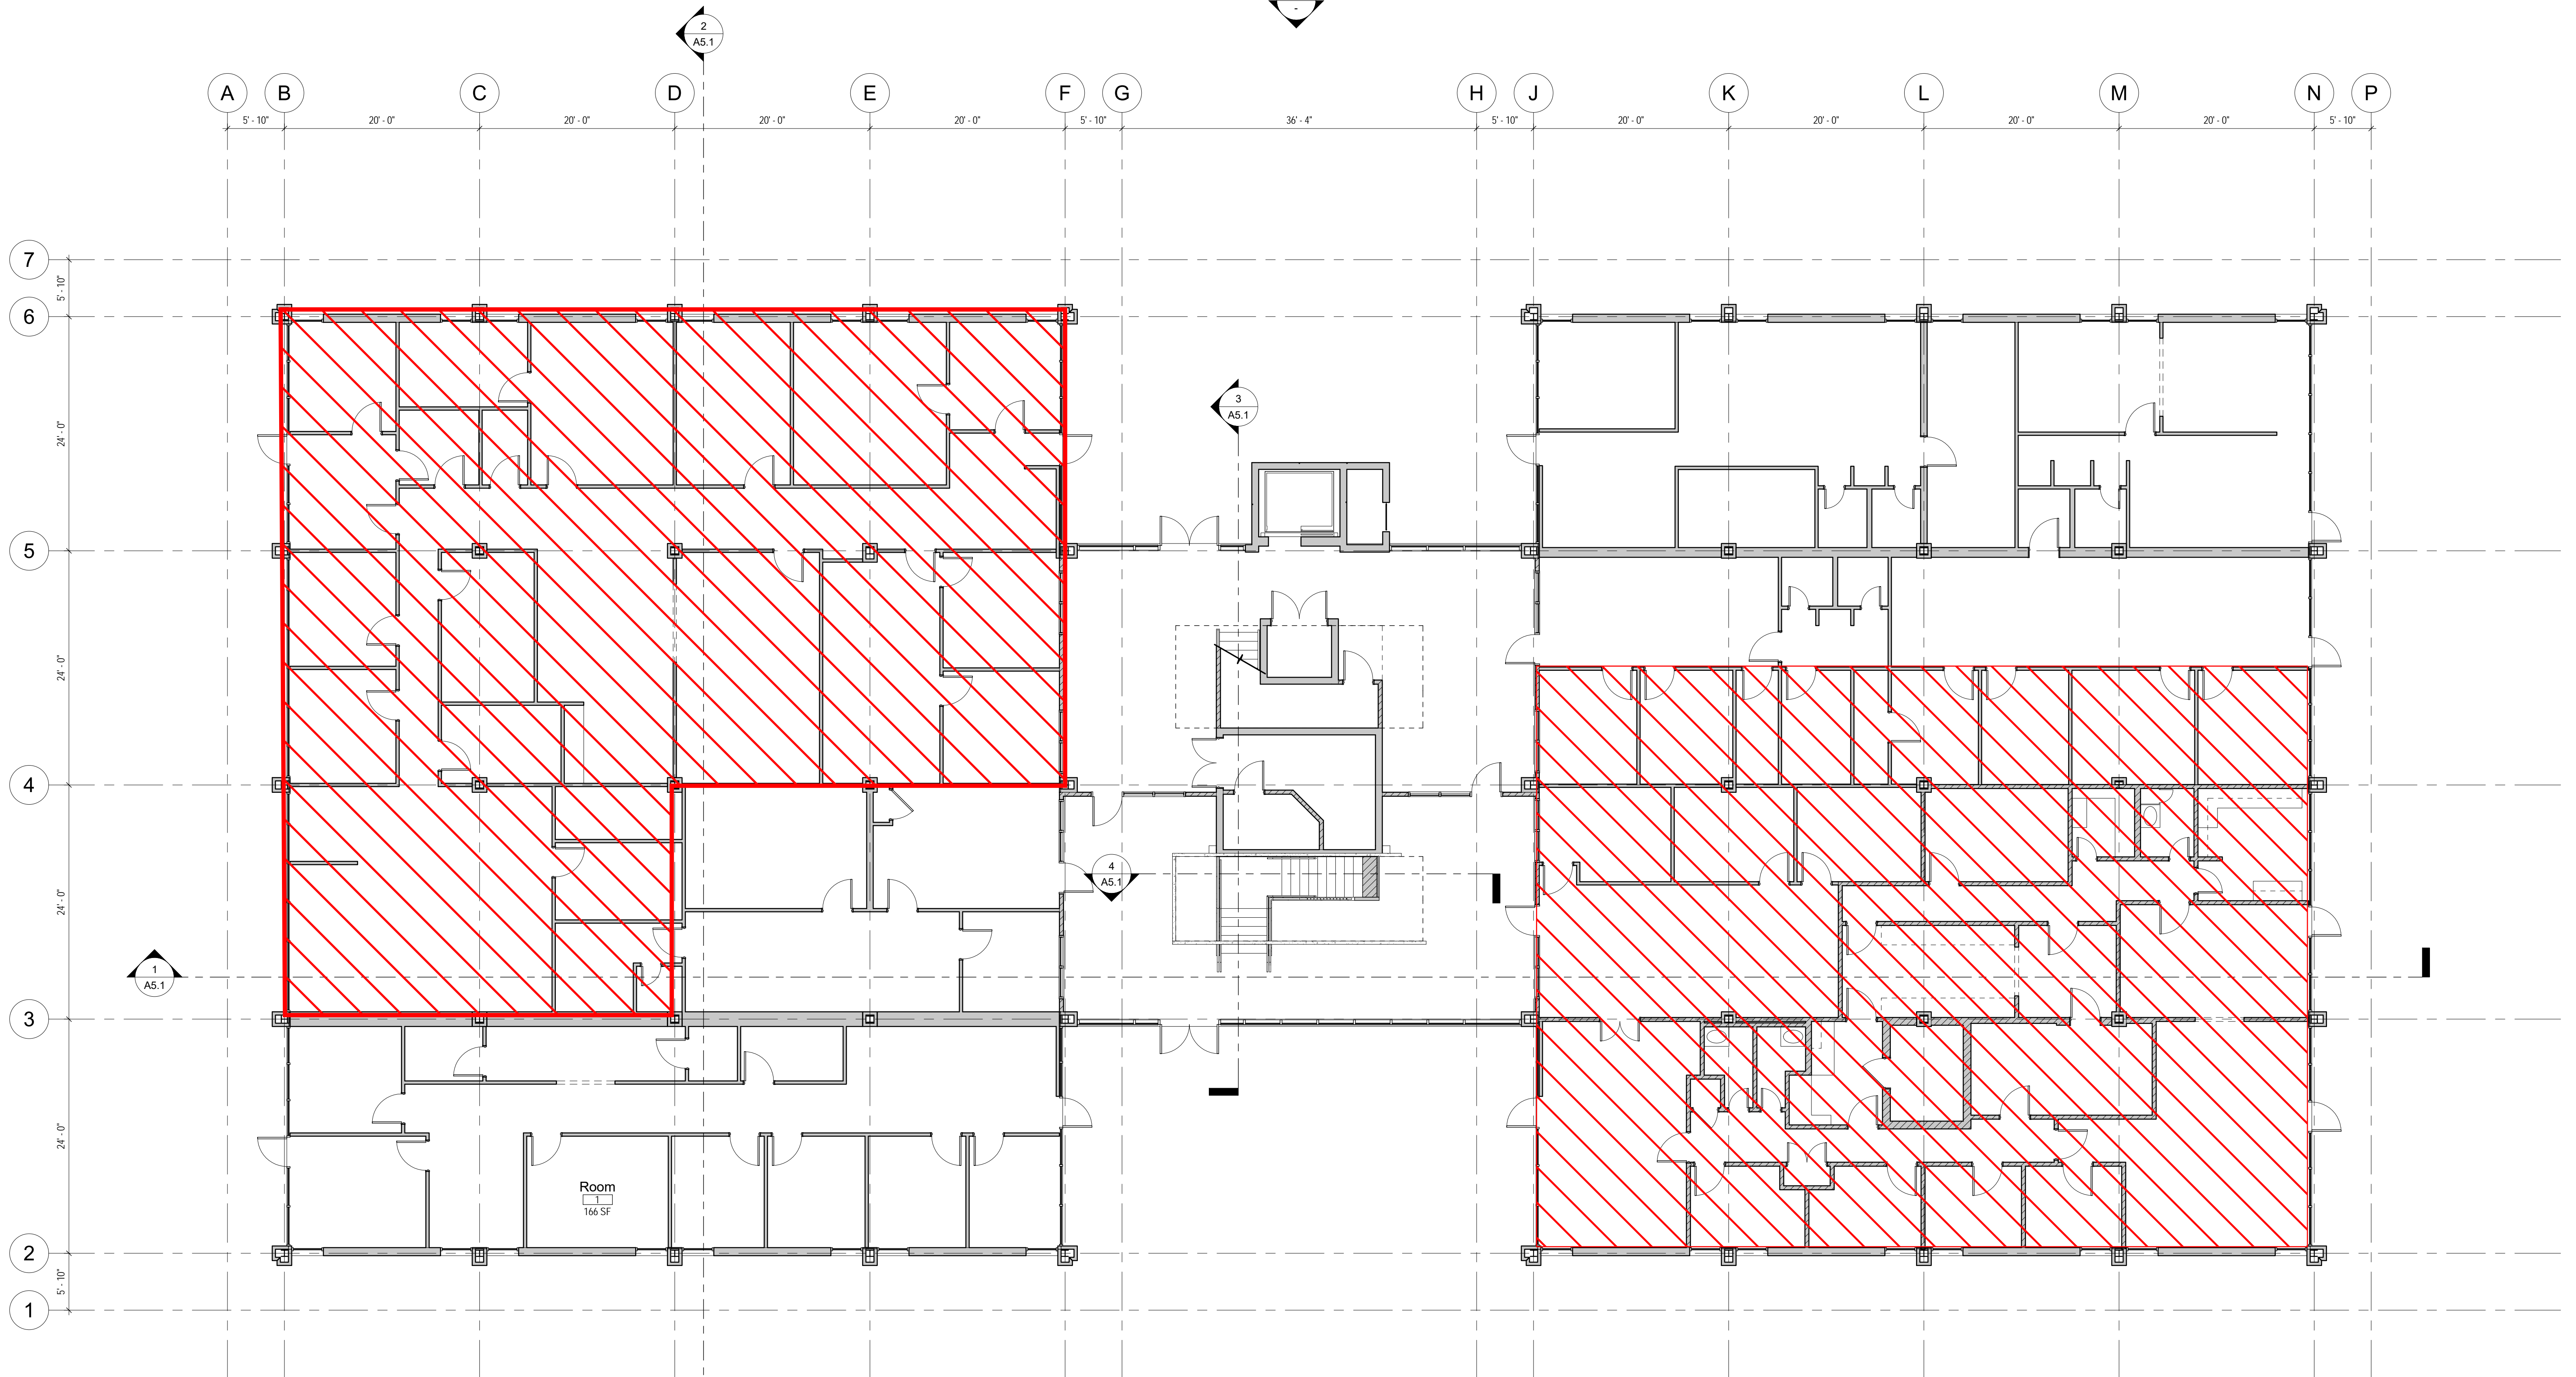 -
2
A5.1
A B C D E F G H J K L M N P
5' - 10" 20' - 0" 20' - 0" 20' - 0" 20' - 0" 5' - 10" 36' - 4" 5' - 10" 20' - 0" 20' - 0" 20' - 0" 20' - 0" 5' - 10"
7
5' - 10"
6
3
A5.1
24' - 0"
5
24' - 0"
4
4
A5.1
24' - 0"
1
A5.1
3
24' - 0"
Room
1
166 SF
2
5' - 10"
1